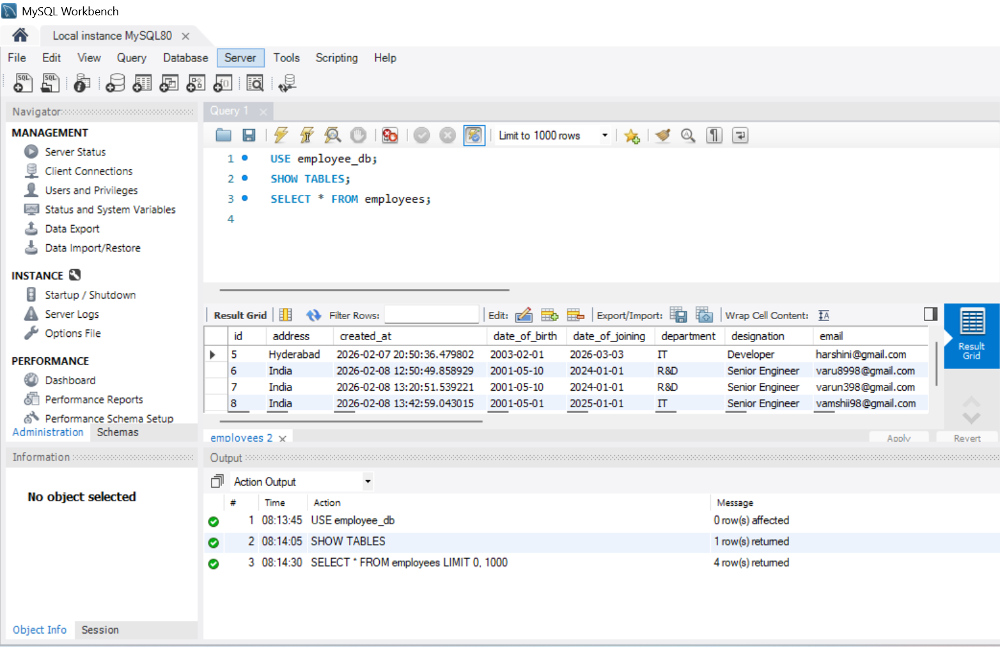 MySQL Workbench
Local instance MySQL80
File Edit View Query Database Server Tools Scripting Help
SQL SQL
Navigator
MANAGEMENT
Server Status
Client Connections
Users and Privileges
Status and System Variables
Data Export
Data Import/Restore
INSTANCE
Startup / Shutdown
Server Logs
Options File
PERFORMANCE
Dashboard
Performance Reports
Performance Schema Setup
Administration Schemas
Information
No object selected
Object Info Session
Query 1
Limit to 1000 rows
1 USE employee_db;
2 SHOW TABLES;
3 SELECT * FROM employees;
4
Result Grid Filter Rows: Edit: Export/Import: Wrap Cell Content:
id address created_at date_of_birth date_of_joining department designation email
5 Hyderabad 2026-02-07 20:50:36.479802 2003-02-01 2026-03-03 IT Developer harshini@gmail.com
6 India 2026-02-08 12:50:49.858929 2001-05-10 2024-01-01 R&D Senior Engineer varu8998@gmail.com
7 India 2026-02-08 13:20:51.539221 2001-05-10 2024-01-01 R&D Senior Engineer varun398@gmail.com
8 India 2026-02-08 13:42:59.043015 2001-05-01 2025-01-01 IT Senior Engineer vamshii98@gmail.com
Result
Grid
employees 2
Apply Revert
Output
Action Output
# Time Action Message
1 08:13:45 USE employee_db 0 row(s) affected
2 08:14:05 SHOW TABLES 1 row(s) returned
3 08:14:30 SELECT * FROM employees LIMIT 0, 1000 4 row(s) returned